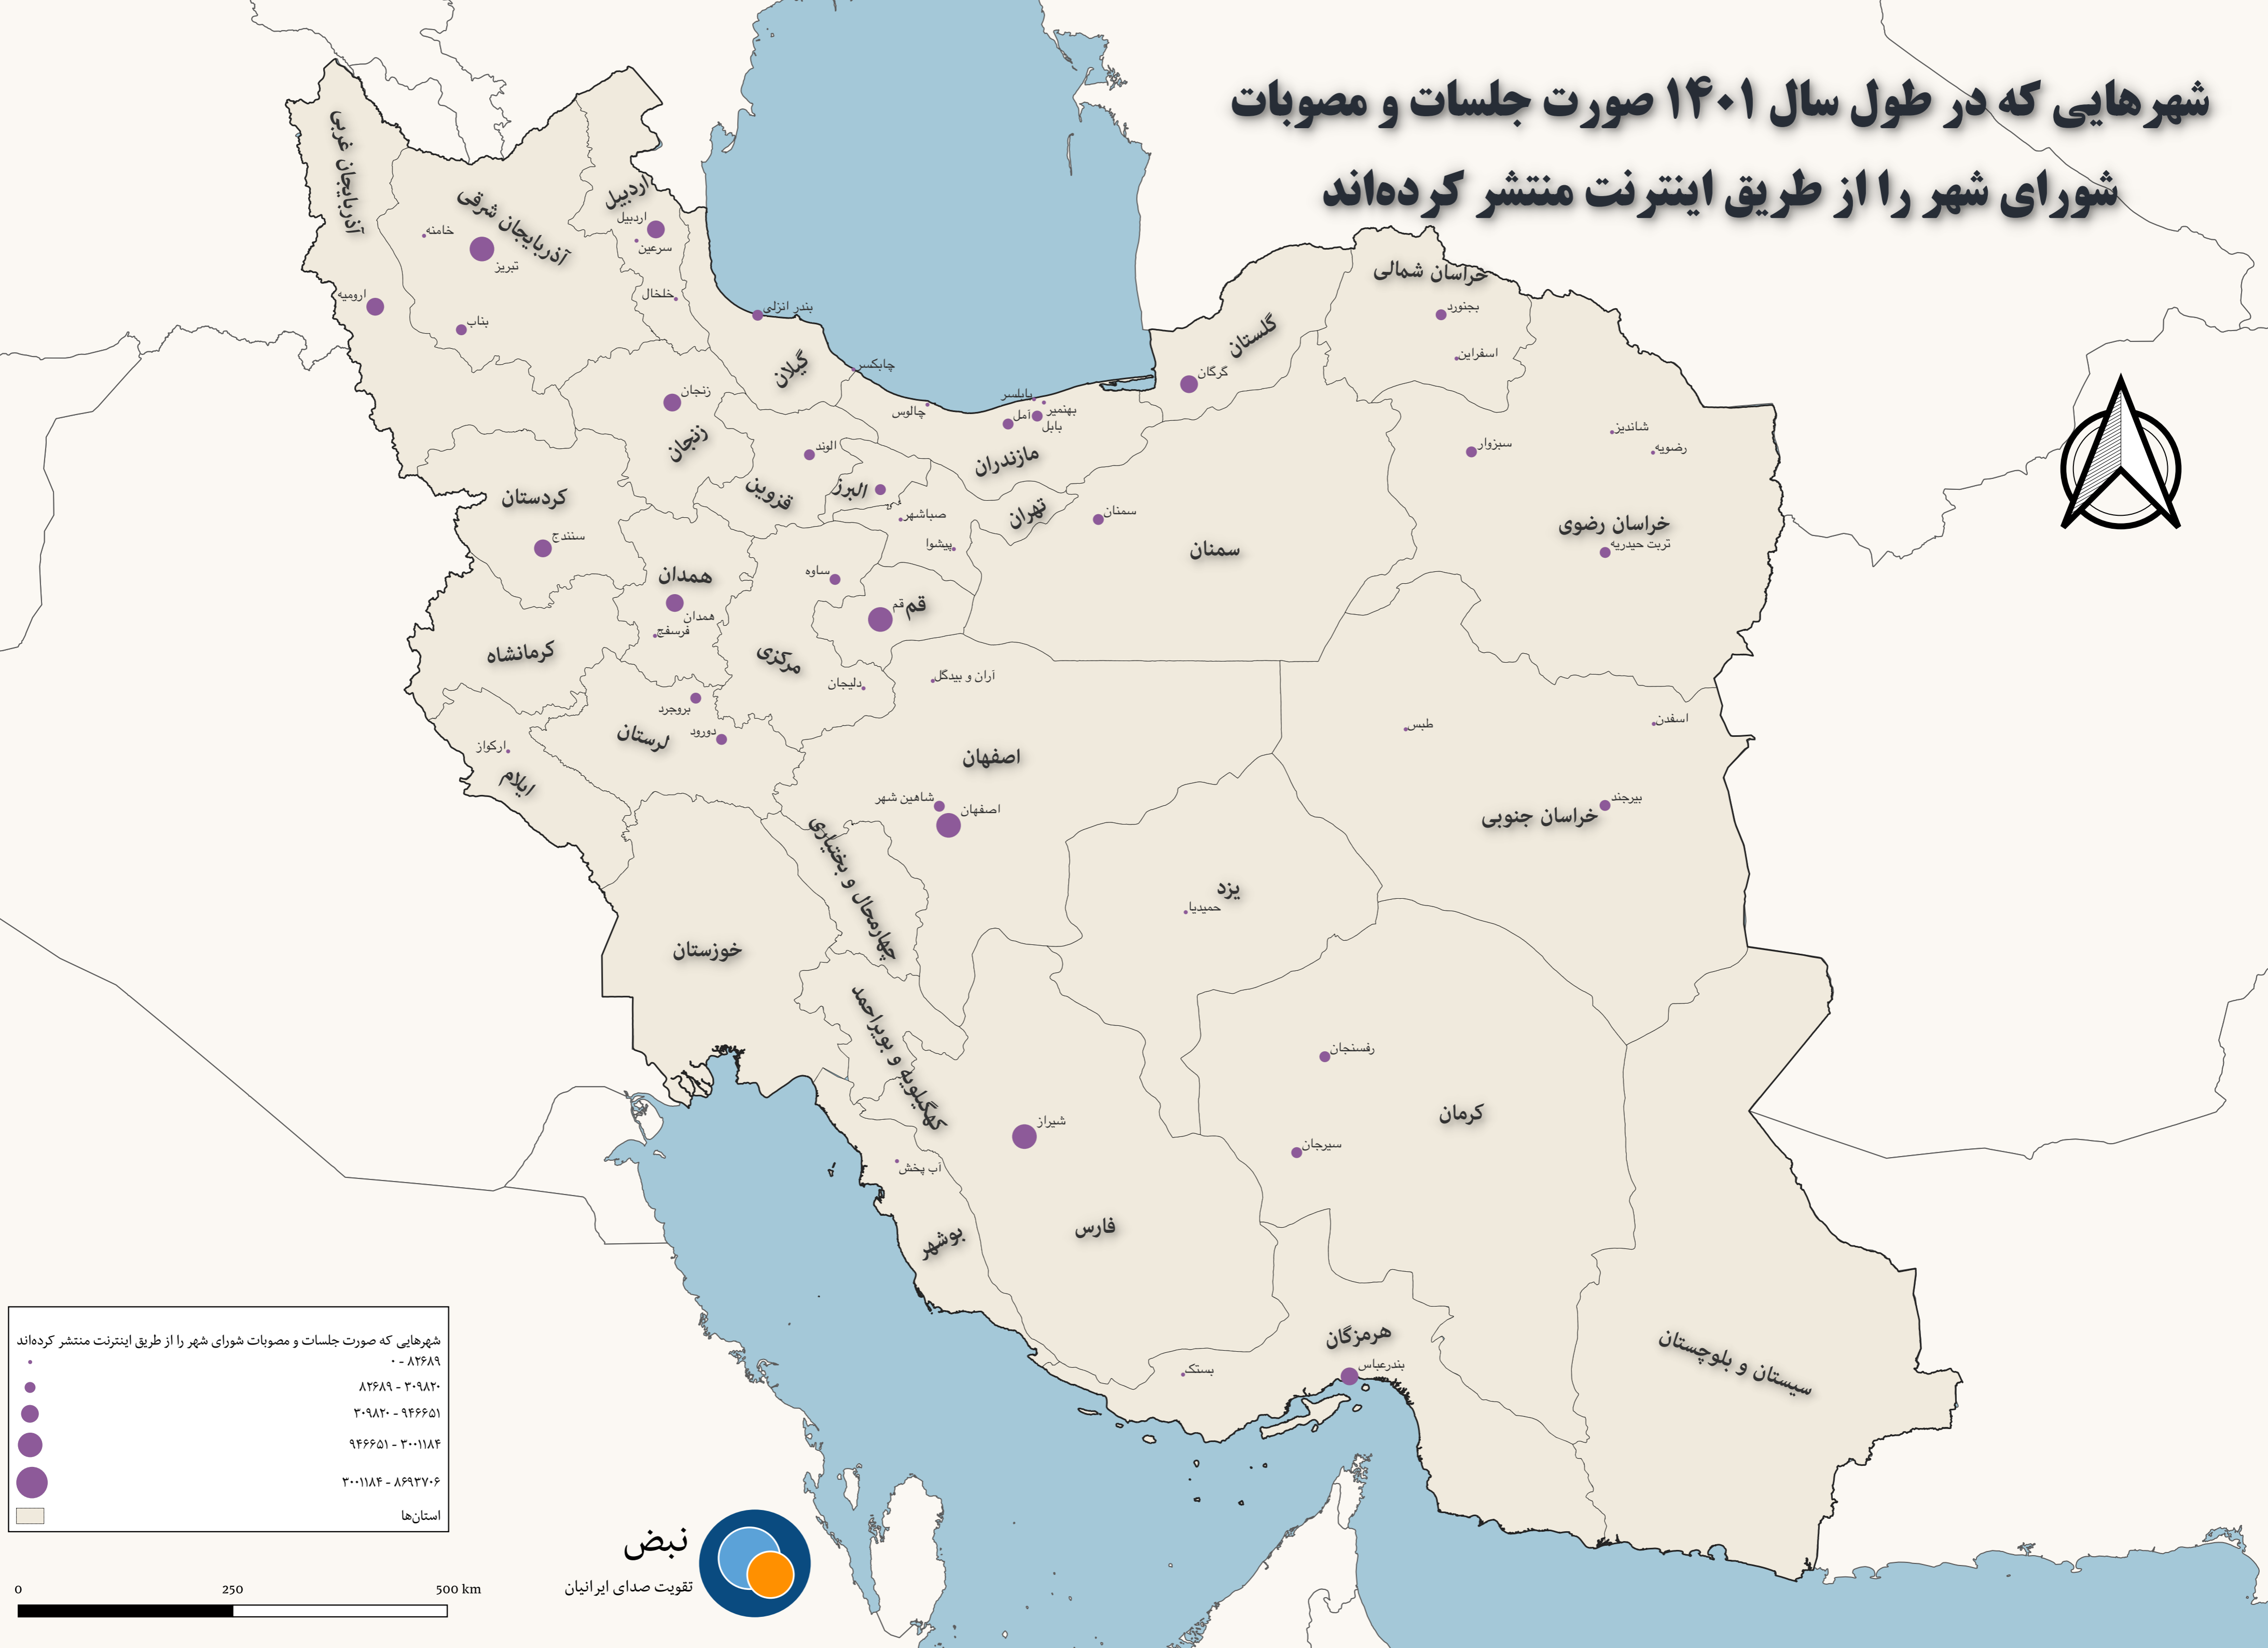 شهرهایی که در طول سال ۱۴۰۱ صورت جلسات و مصوبات
شورای شهر را از طریق اینترنت منتشر کرده‌اند
آذربایجان غربی
ارومیه
آذربایجان شرقی
خامنه
تبریز
بناب
اردبیل
اردبیل
سرعین
خلخال
بندر انزلی
گیلان
چابکسر
چالوس
بابلسر
بهنمیر
آمل
بابل
مازندران
گلستان
گرگان
خراسان شمالی
بجنورد
اسفراین
شاندیز
رضویه
سبزوار
خراسان رضوی
تربت حیدریه
زنجان
زنجان
الوند
قزوین
البرز
صباشهر
تهران
پیشوا
سمنان
سمنان
کردستان
سنندج
همدان
همدان
فرسفج
ساوه
قم
قم
مرکزی
دلیجان
کرمانشاه
بروجرد
دورود
لرستان
ارکواز
ایلام
آران و بیدگل
اصفهان
شاهین شهر
اصفهان
طبس
اسفدن
بیرجند
خراسان جنوبی
چهارمحال و بختیاری
یزد
حمیدیا
خوزستان
کهگیلویه و بویراحمد
رفسنجان
کرمان
سیرجان
شیراز
آب پخش
فارس
بوشهر
هرمزگان
بندرعباس
بستک
سیستان و بلوچستان
شهرهایی که صورت جلسات و مصوبات شورای شهر را از طریق اینترنت منتشر کرده‌اند
۰ - ۸۲۶۸۹
۸۲۶۸۹ - ۳۰۹۸۲۰
۳۰۹۸۲۰ - ۹۴۶۶۵۱
۹۴۶۶۵۱ - ۳۰۰۱۱۸۴
۳۰۰۱۱۸۴ - ۸۶۹۳۷۰۶
استان‌ها
0 250 500 km
نبض
تقویت صدای ایرانیان